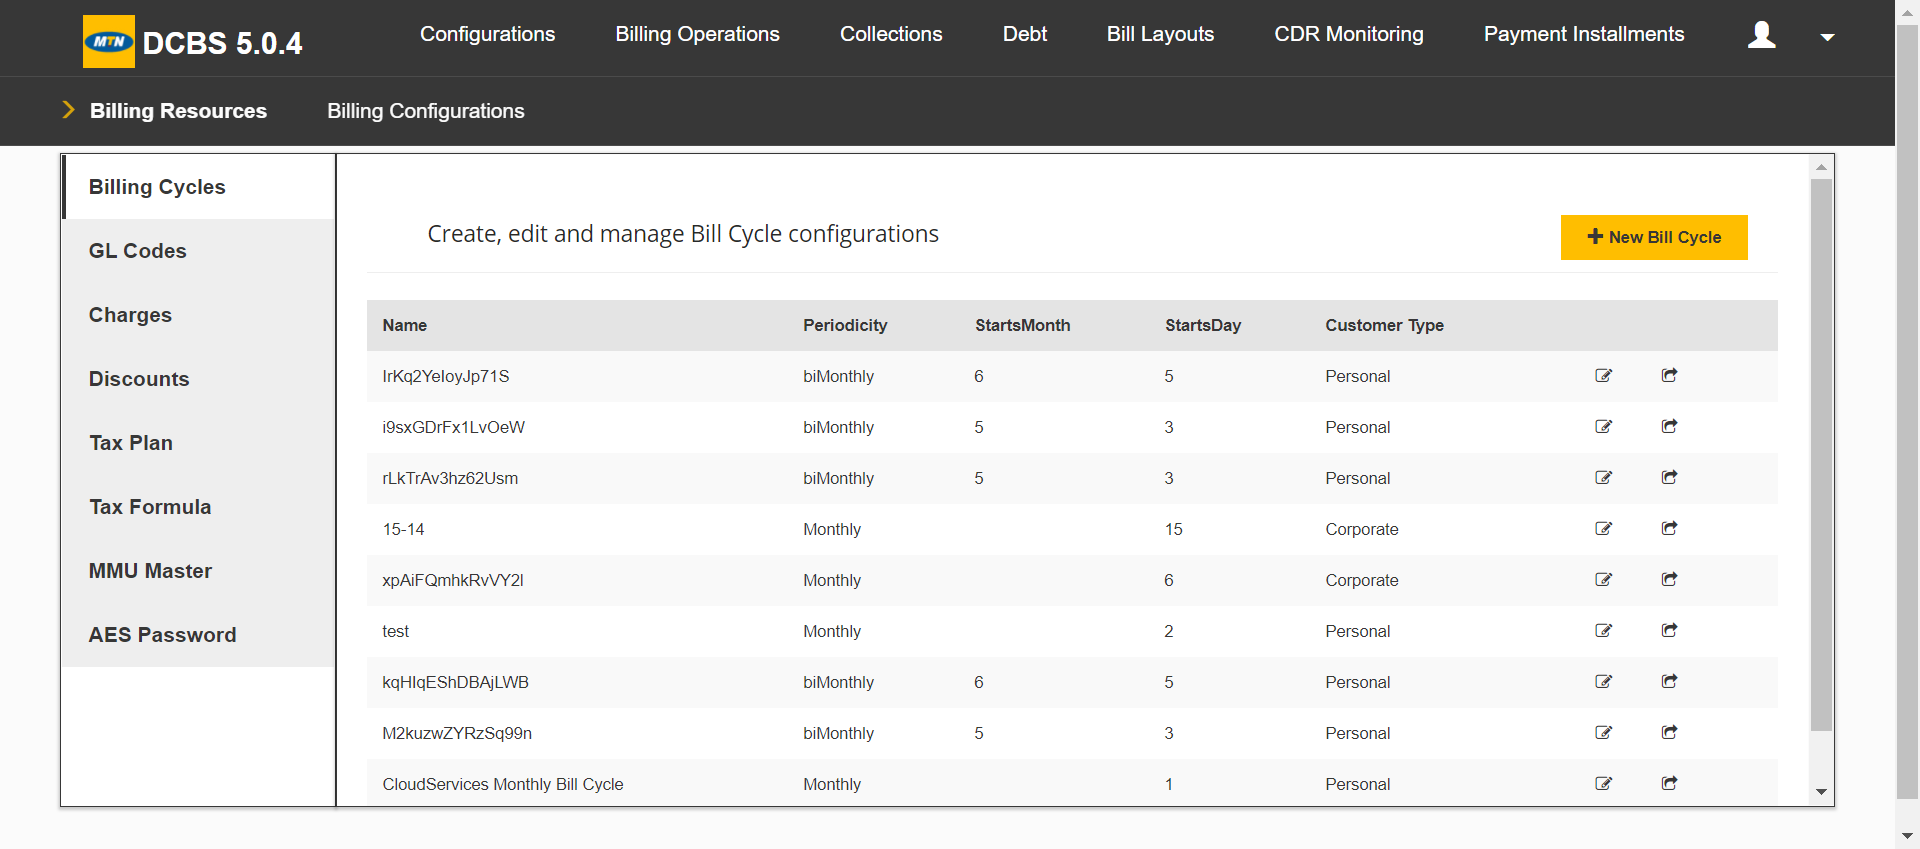 MTN DCBS 5.0.4 Configurations Billing Operations Collections Debt Bill Layouts CDR Monitoring Payment Installments
Billing Resources Billing Configurations
Billing Cycles
GL Codes
Charges
Discounts
Tax Plan
Tax Formula
MMU Master
AES Password
Create, edit and manage Bill Cycle configurations
New Bill Cycle
Name Periodicity StartsMonth StartsDay Customer Type
IrKq2YeloyJp71S biMonthly 6 5 Personal
i9sxGDrFx1LvOeW biMonthly 5 3 Personal
rLkTrAv3hz62Usm biMonthly 5 3 Personal
15-14 Monthly 15 Corporate
xpAiFQmhkRvVY2l Monthly 6 Corporate
test Monthly 2 Personal
kqHIqEShDBAjLWB biMonthly 6 5 Personal
M2kuzwZYRzSq99n biMonthly 5 3 Personal
CloudServices Monthly Bill Cycle Monthly 1 Personal